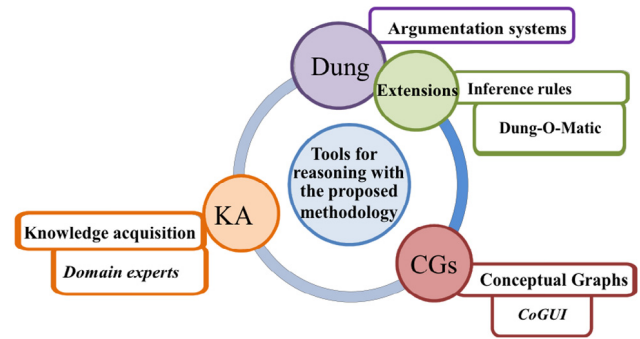 Argumentation systems
Dung
Extensions
Inference rules
Dung-O-Matic
Tools for
reasoning with
the proposed
methodology
KA
Knowledge acquisition
Domain experts
CGs
Conceptual Graphs
CoGUI